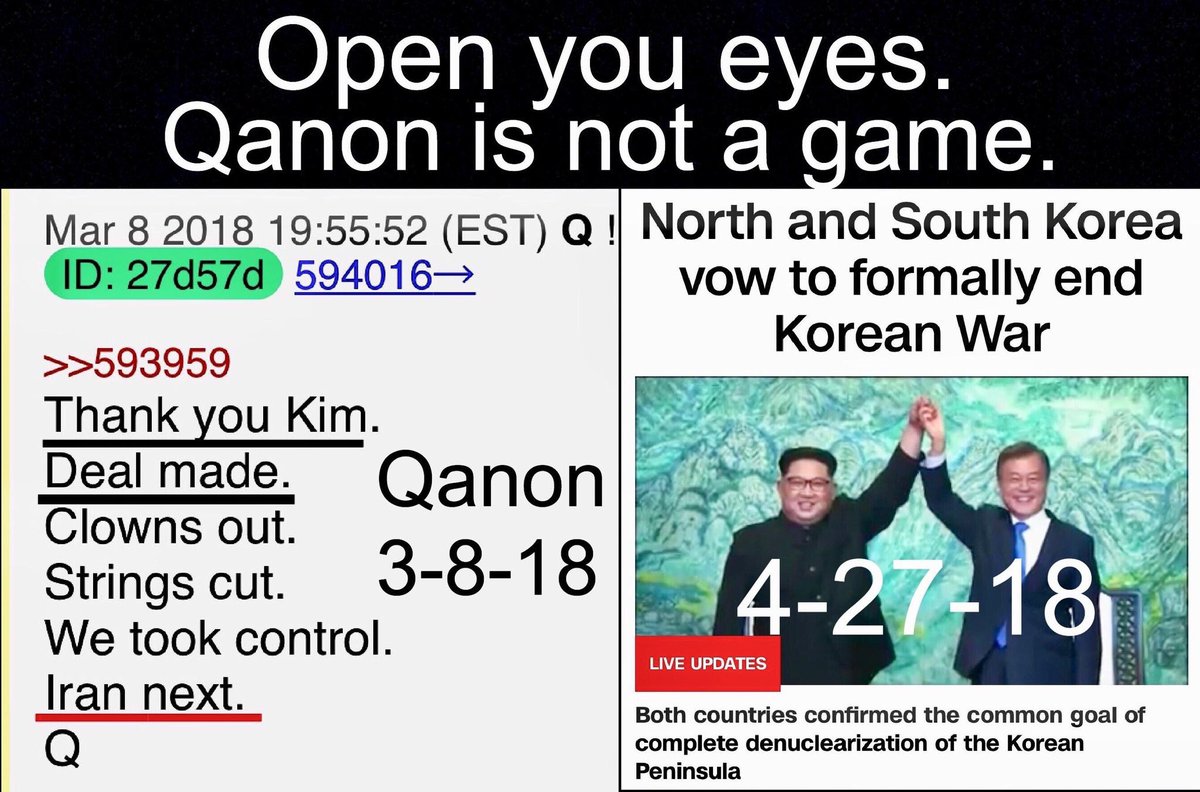 Open you eyes.
Qanon is not a game.
Mar 8 2018 19:55:52 (EST) Q !
ID: 27d57d 594016→
>>593959
Thank you Kim.
Deal made.
Clowns out.
Strings cut.
We took control.
Iran next.
Q
Qanon
3-8-18
North and South Korea
vow to formally end
Korean War
4-27-18
LIVE UPDATES
Both countries confirmed the common goal of
complete denuclearization of the Korean
Peninsula